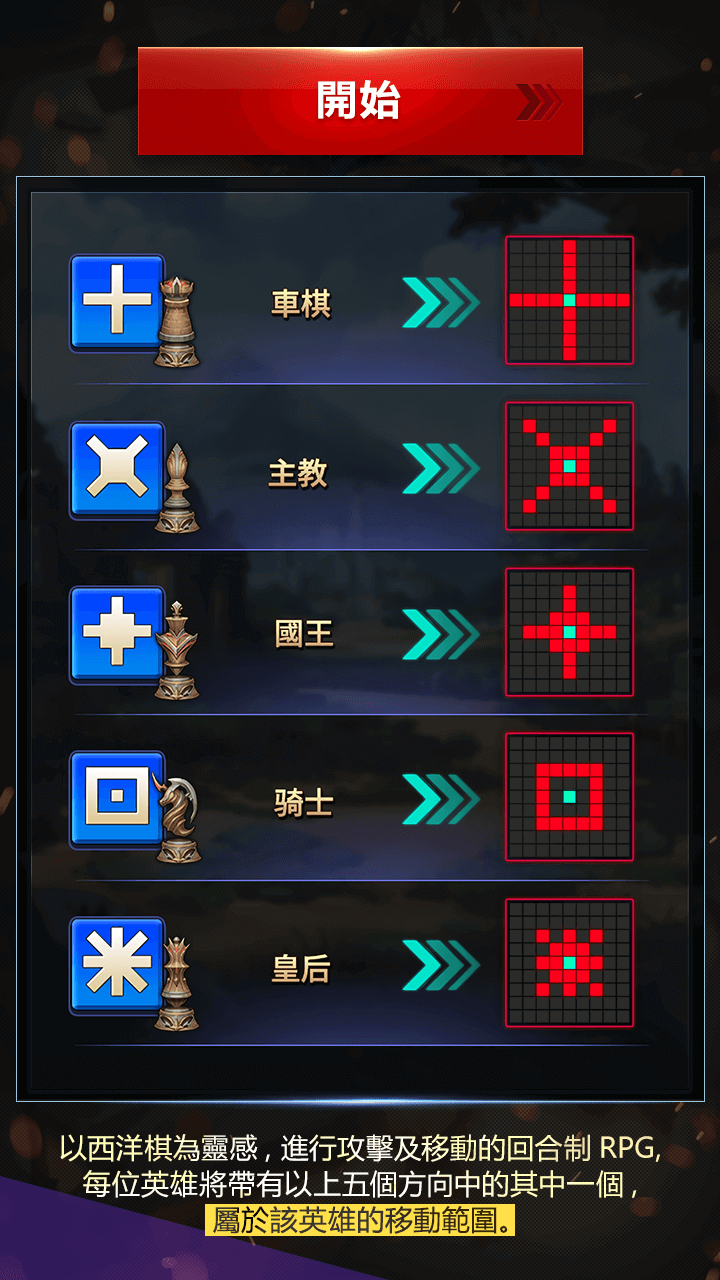 開始
車棋
主教
國王
骑士
皇后
以西洋棋為靈感 , 進行攻擊及移動的回合制 RPG,
每位英雄將帶有以上五個方向中的其中一個 ,
屬於該英雄的移動範圍。